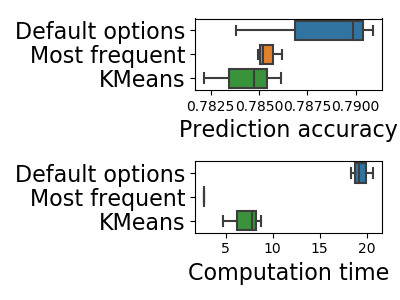 Default options
Most frequent
KMeans
0.7825 0.7850 0.7875 0.7900
Prediction accuracy
Default options
Most frequent
KMeans
5 10 15 20
Computation time